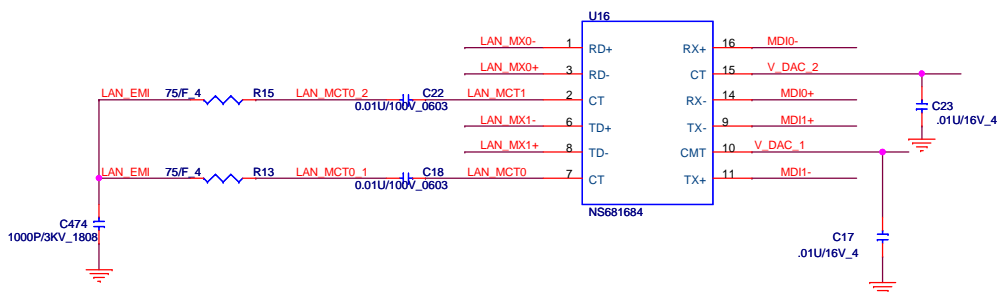 U16
LAN_MX0- 1 RD+ RX+ 16 MDI0-
LAN_MX0+ 3 RD- CT 15 V_DAC_2
LAN_EMI 75/F_4 R15 LAN_MCT0_2 C22 LAN_MCT1 2 CT RX- 14 MDI0+
0.01U/100V_0603
C23
.01U/16V_4
LAN_MX1- 6 TD+ TX- 9 MDI1+
LAN_MX1+ 8 TD- CMT 10 V_DAC_1
LAN_EMI 75/F_4 R13 LAN_MCT0_1 C18 LAN_MCT0 7 CT TX+ 11 MDI1-
0.01U/100V_0603
NS681684
C474
1000P/3KV_1808
C17
.01U/16V_4